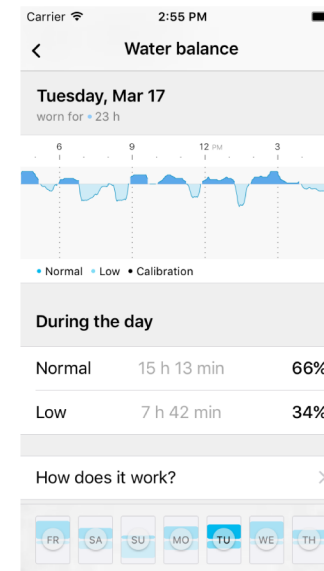 Carrier 2:55 PM
Water balance
Tuesday, Mar 17
worn for • 23 h
6 9 12 PM 3
• Normal • Low • Calibration
During the day
Normal 15 h 13 min 66%
Low 7 h 42 min 34%
How does it work?
FR SA SU MO TU WE TH